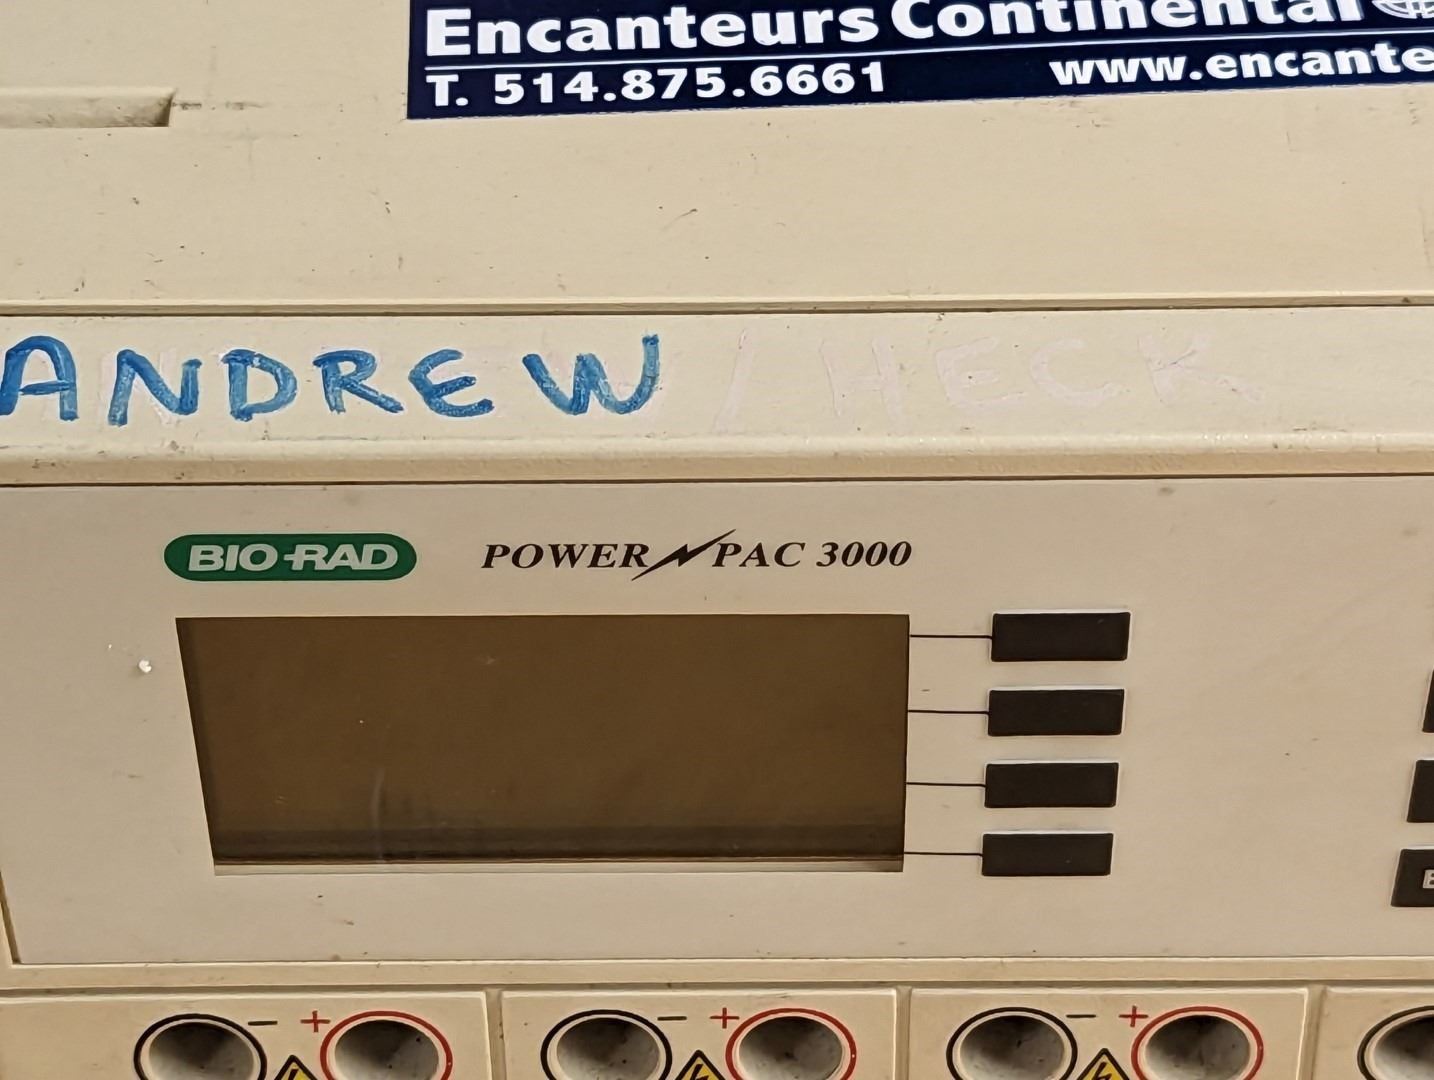 Encanteurs Continental
T. 514.875.6661 www.encante
ANDREW / HECK
BIO-RAD POWER PAC 3000
- + - + - +